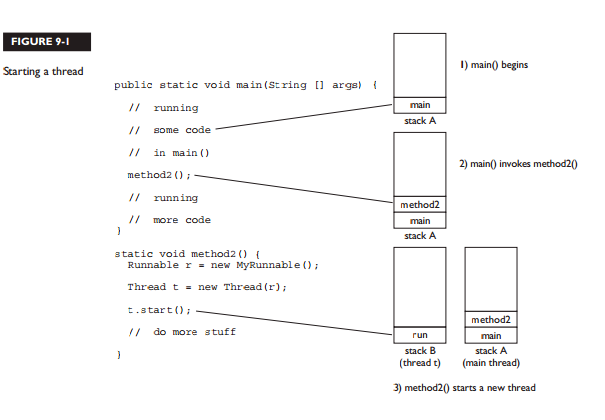 FIGURE 9-1
Starting a thread
public static void main(String [] args) {
// running
// some code
// in main()
method2();
// running
// more code
}
static void method2() {
Runnable r = new MyRunnable();
Thread t = new Thread(r);
t.start();
// do more stuff
}
main
stack A
1) main() begins
method2
main
stack A
2) main() invokes method2()
run
stack B
(thread t)
method2
main
stack A
(main thread)
3) method2() starts a new thread